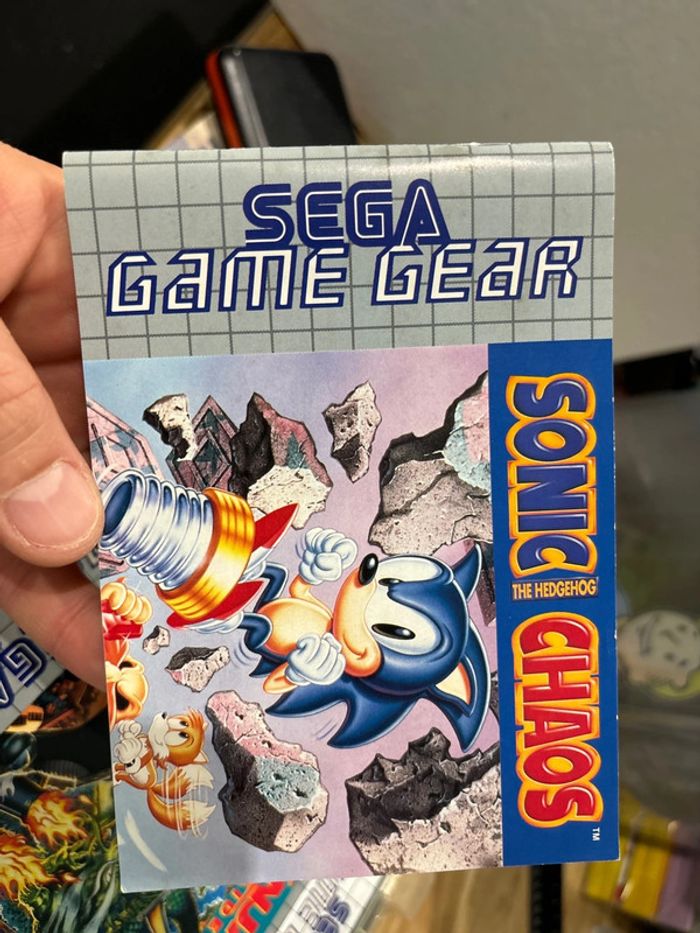 SEGA
GAME GEAR
SONIC
THE HEDGEHOG
CHAOS
TM